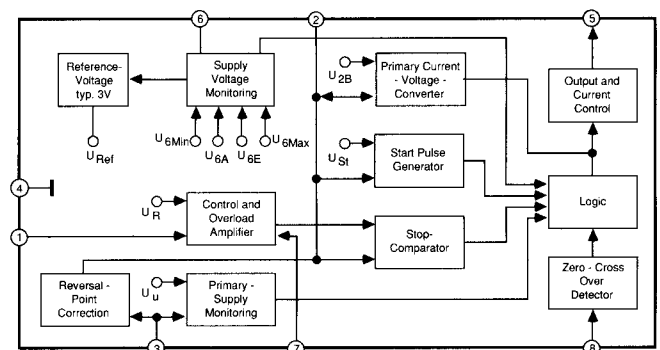 6
2
5
Reference-
Voltage
typ. 3V
Supply
Voltage
Monitoring
U2B
Primary Current
- Voltage -
Converter
Output and
Current
Control
URef
U6Min
U6A
U6E
U6Max
USt
Start Pulse
Generator
4
UR
Control and
Overload
Amplifier
Logic
1
Stop-
Comparator
Reversal -
Point
Correction
Uu
Primary -
Supply
Monitoring
Zero - Cross
Over
Detector
3
7
8